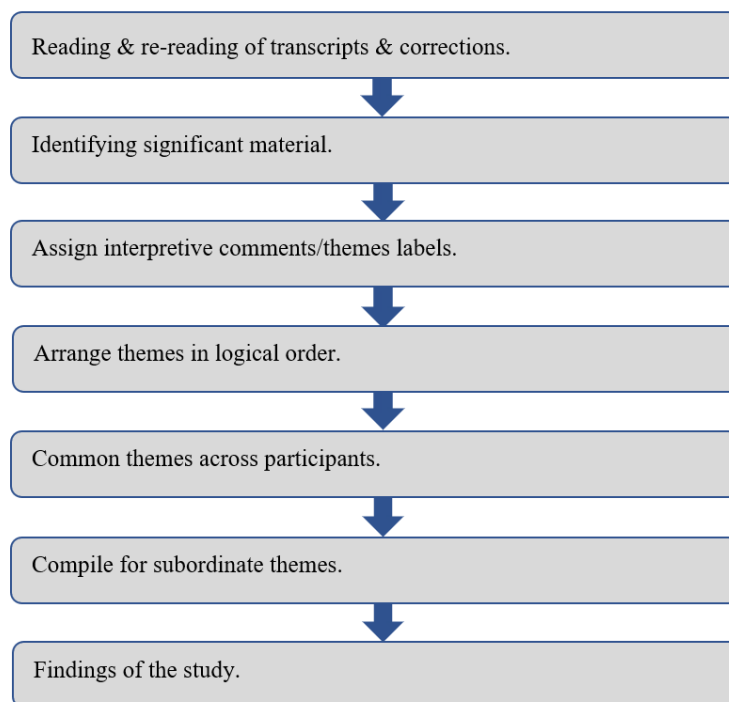 Reading & re-reading of transcripts & corrections.
Identifying significant material.
Assign interpretive comments/themes labels.
Arrange themes in logical order.
Common themes across participants.
Compile for subordinate themes.
Findings of the study.